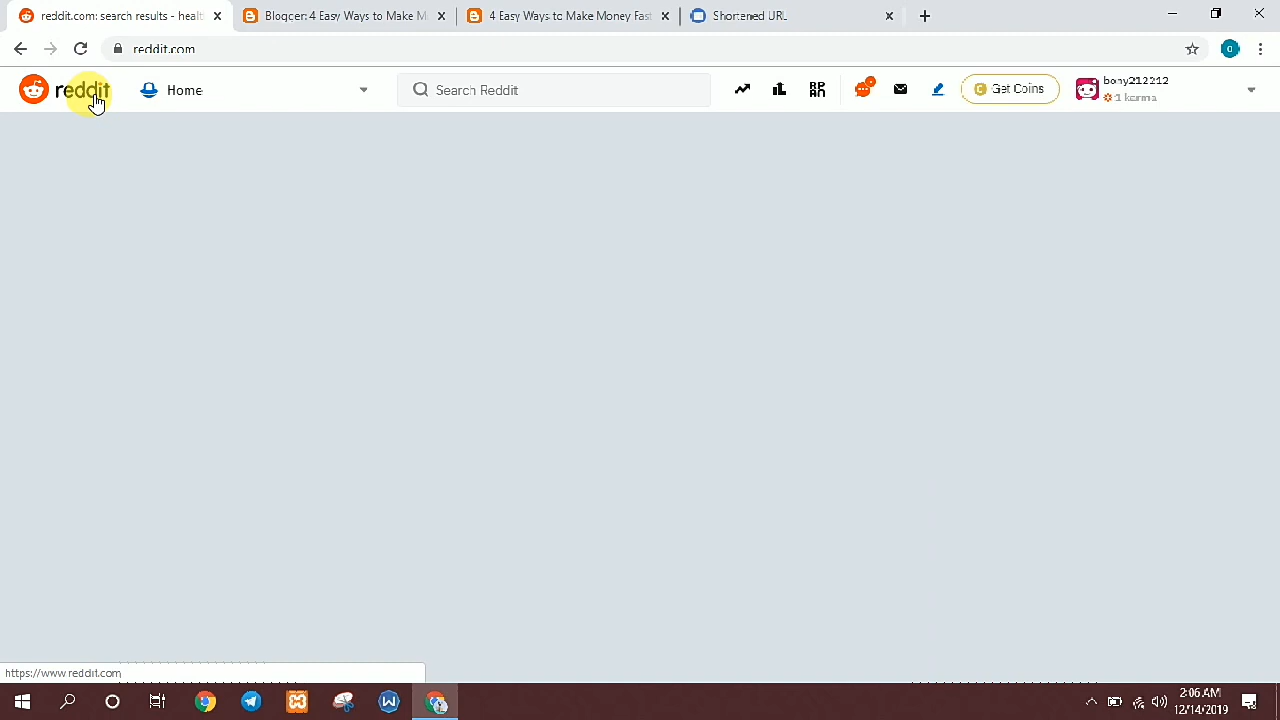 reddit.com: search results - healt
Blogger: 4 Easy Ways to Make M
4 Easy Ways to Make Money Fast
Shortened URL
reddit.com
reddit
Home
Search Reddit
Get Coins
bony212212
1 karma
https://www.reddit.com
2:06 AM
12/14/2019